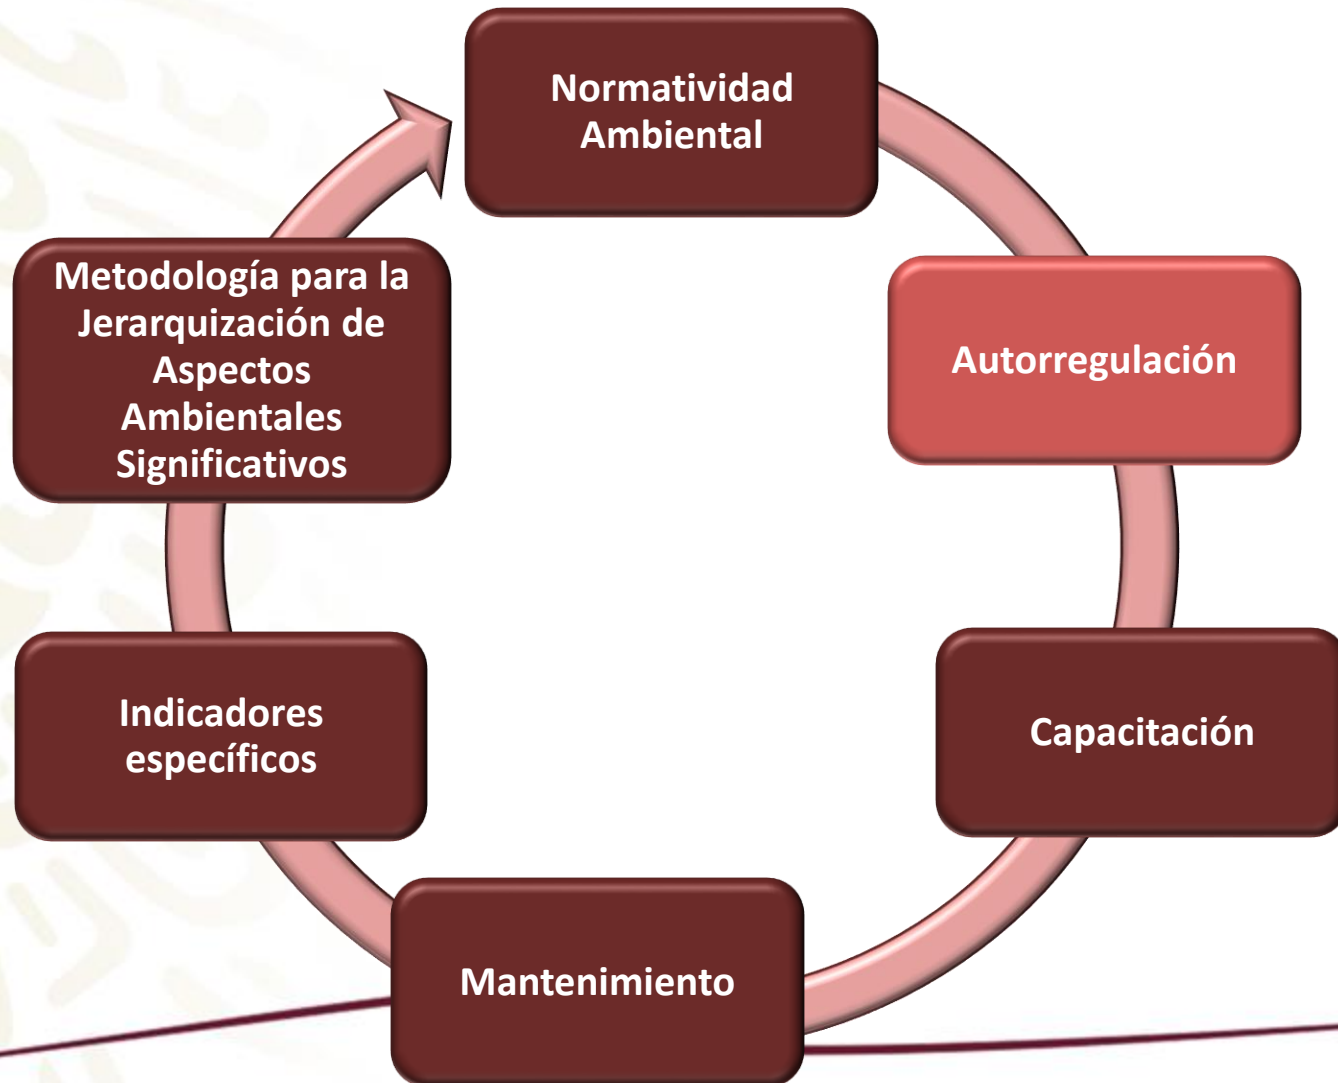 Normatividad
Ambiental
Autorregulación
Capacitación
Mantenimiento
Indicadores
específicos
Metodología para la
Jerarquización de
Aspectos
Ambientales
Significativos